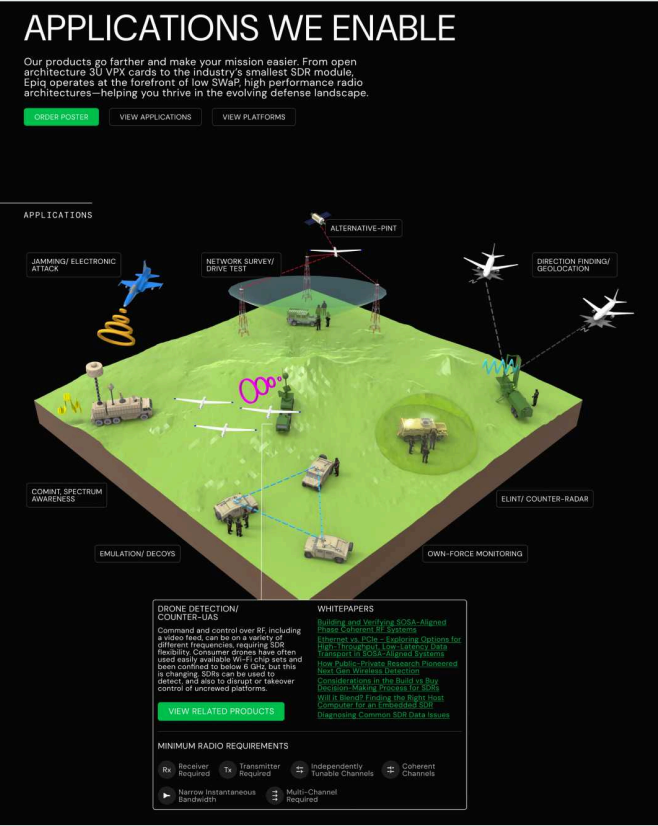 APPLICATIONS WE ENABLE
Our products go farther and make your mission easier. From open
architecture 3U VPX cards to the industry's smallest SDR module,
Epiq operates at the forefront of low SWaP, high performance radio
architectures—helping you thrive in the evolving defense landscape.
ORDER POSTER
VIEW APPLICATIONS
VIEW PLATFORMS
APPLICATIONS
ALTERNATIVE-PINT
JAMMING/ ELECTRONIC
ATTACK
NETWORK SURVEY/
DRIVE TEST
DIRECTION FINDING/
GEOLOCATION
COMINT, SPECTRUM
AWARENESS
ELINT/ COUNTER-RADAR
EMULATION/ DECOYS
OWN-FORCE MONITORING
DRONE DETECTION/
COUNTER-UAS
Command and control over RF, including
a video feed, can be on a variety of
different frequencies, requiring SDR
flexibility. Consumer drones have often
used easily available Wi-Fi chip sets and
been confined to below 6 GHz, but this
is changing. SDRs can be used to
detect, and also to disrupt or takeover
control of uncrewed platforms.
VIEW RELATED PRODUCTS
WHITEPAPERS
Building and Verifying SOSA-Aligned
Phase Coherent RF Systems
Ethernet vs. PCIe - Exploring Options for
High-Throughput, Low-Latency Data
Transport in SOSA-Aligned Systems
How Public-Private Research Pioneered
Next Gen Wireless Detection
Considerations in the Build vs Buy
Decision-Making Process for SDRs
Will it Blend? Finding the Right Host
Computer for an Embedded SDR
Diagnosing Common SDR Data Issues
MINIMUM RADIO REQUIREMENTS
Rx
Receiver
Required
Tx
Transmitter
Required
Independently
Tunable Channels
Coherent
Channels
Narrow Instantaneous
Bandwidth
Multi-Channel
Required